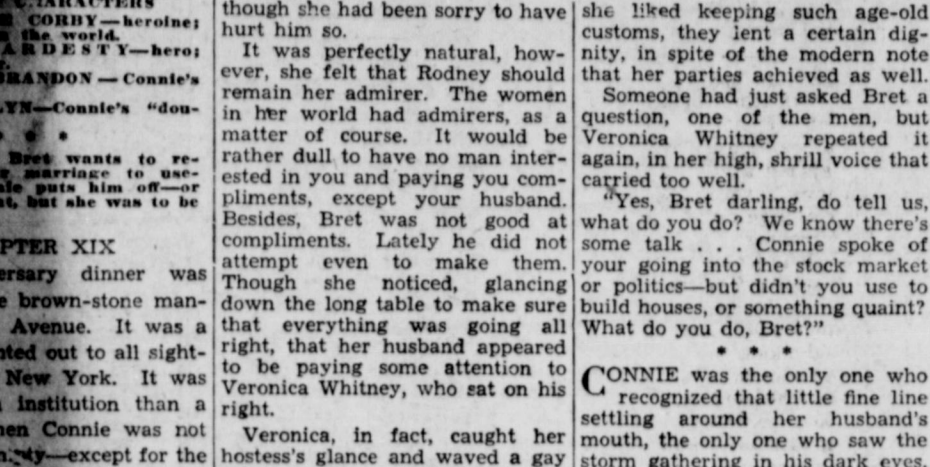 CHARACTERS
CORBY—heroine;
the world.
ARDESTY—hero;
BRANDON — Connie's
LYN—Connie's "dou-
* * *
Bret wants to re-
marriage to use-
puts him off—or
but she was to be
PTER XIX
ersary dinner was
brown-stone man-
Avenue. It was a
nted out to all sight-
New York. It was
institution than a
en Connie was not
—except for the
though she had been sorry to have
hurt him so.
It was perfectly natural, how-
ever, she felt that Rodney should
remain her admirer. The women
in her world had admirers, as a
matter of course. It would be
rather dull to have no man inter-
ested in you and paying you com-
pliments, except your husband.
Besides, Bret was not good at
compliments. Lately he did not
attempt even to make them.
Though she noticed, glancing
down the long table to make sure
that everything was going all
right, that her husband appeared
to be paying some attention to
Veronica Whitney, who sat on his
right.
Veronica, in fact, caught her
hostess's glance and waved a gay
she liked keeping such age-old
customs, they lent a certain dig-
nity, in spite of the modern note
that her parties achieved as well.
Someone had just asked Bret a
question, one of the men, but
Veronica Whitney repeated it
again, in her high, shrill voice that
carried too well.
"Yes, Bret darling, do tell us,
what do you do? We know there's
some talk . . . Connie spoke of
your going into the stock market
or politics—but didn't you use to
build houses, or something quaint?
What do you do, Bret?"
* * *
CONNIE was the only one who
recognized that little fine line
settling around her husband's
mouth, the only one who saw the
storm gathering in his dark eyes.